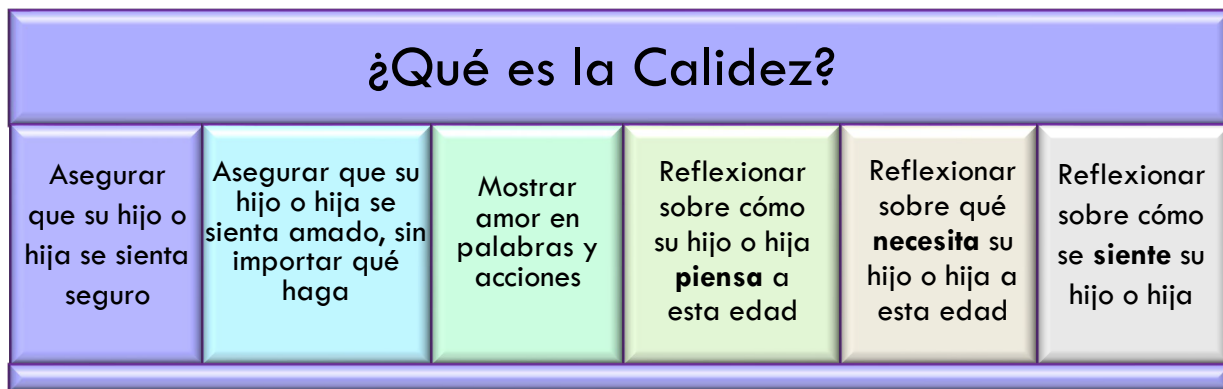 ¿Qué es la Calidez?
Asegurar
que su hijo o
hija se sienta
seguro
Asegurar que su
hijo o hija se
sienta amado, sin
importar qué
haga
Mostrar
amor en
palabras y
acciones
Reflexionar
sobre cómo
su hijo o hija
piensa a
esta edad
Reflexionar
sobre qué
necesita su
hijo o hija a
esta edad
Reflexionar
sobre cómo
se siente su
hijo o hija